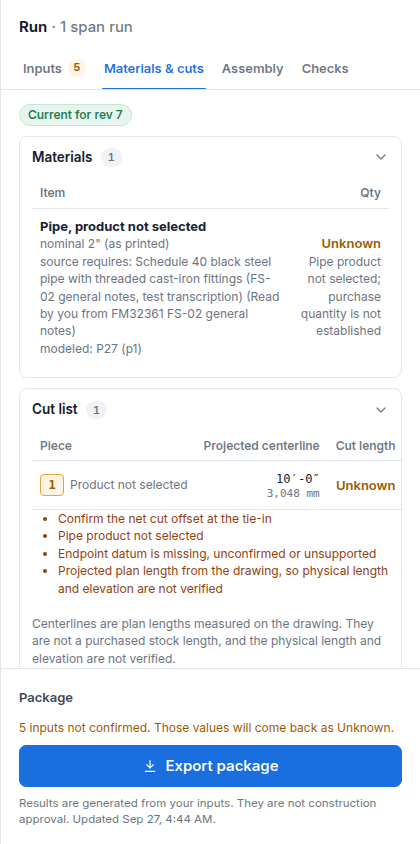 Run · 1 span run
Inputs 5 Materials & cuts Assembly Checks
Current for rev 7
Materials 1
Item Qty
Pipe, product not selected
nominal 2" (as printed)
source requires: Schedule 40 black steel
pipe with threaded cast-iron fittings (FS-
02 general notes, test transcription) (Read
by you from FM32361 FS-02 general
notes)
modeled: P27 (p1)
Unknown
Pipe product
not selected;
purchase
quantity is not
established
Cut list 1
Piece Projected centerline Cut length
1 Product not selected 10′-0″ Unknown
3,048 mm
• Confirm the net cut offset at the tie-in
• Pipe product not selected
• Endpoint datum is missing, unconfirmed or unsupported
• Projected plan length from the drawing, so physical length
and elevation are not verified
Centerlines are plan lengths measured on the drawing. They
are not a purchased stock length, and the physical length and
elevation are not verified.
Package
5 inputs not confirmed. Those values will come back as Unknown.
Export package
Results are generated from your inputs. They are not construction
approval. Updated Sep 27, 4:44 AM.